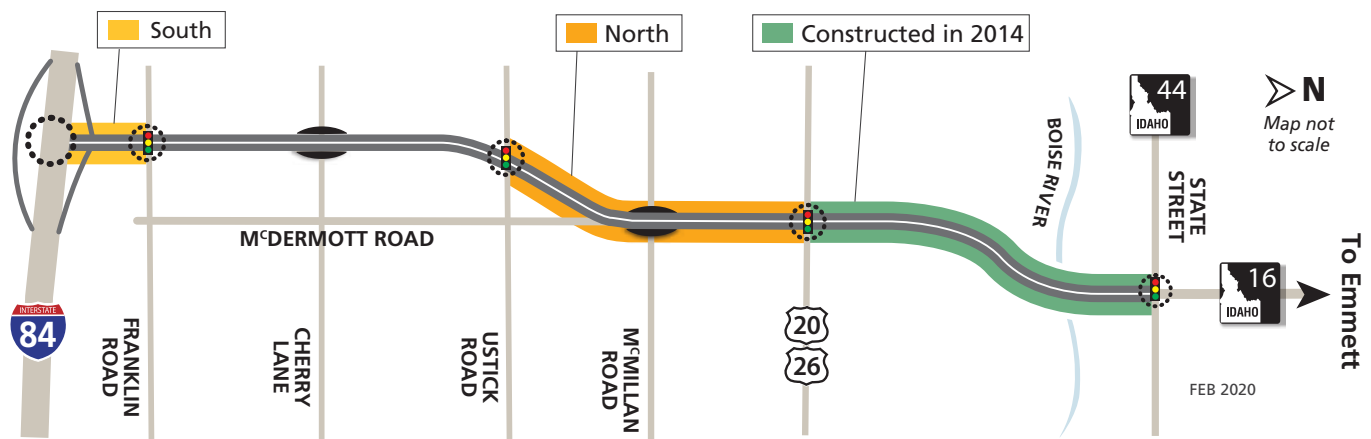 South
North
Constructed in 2014
44
IDAHO
N
Map not
to scale
BOISE RIVER
STATE
STREET
McDERMOTT ROAD
To Emmett
16
IDAHO
INTERSTATE
84
FRANKLIN
ROAD
CHERRY
LANE
USTICK
ROAD
McMILLAN
ROAD
20
26
FEB 2020